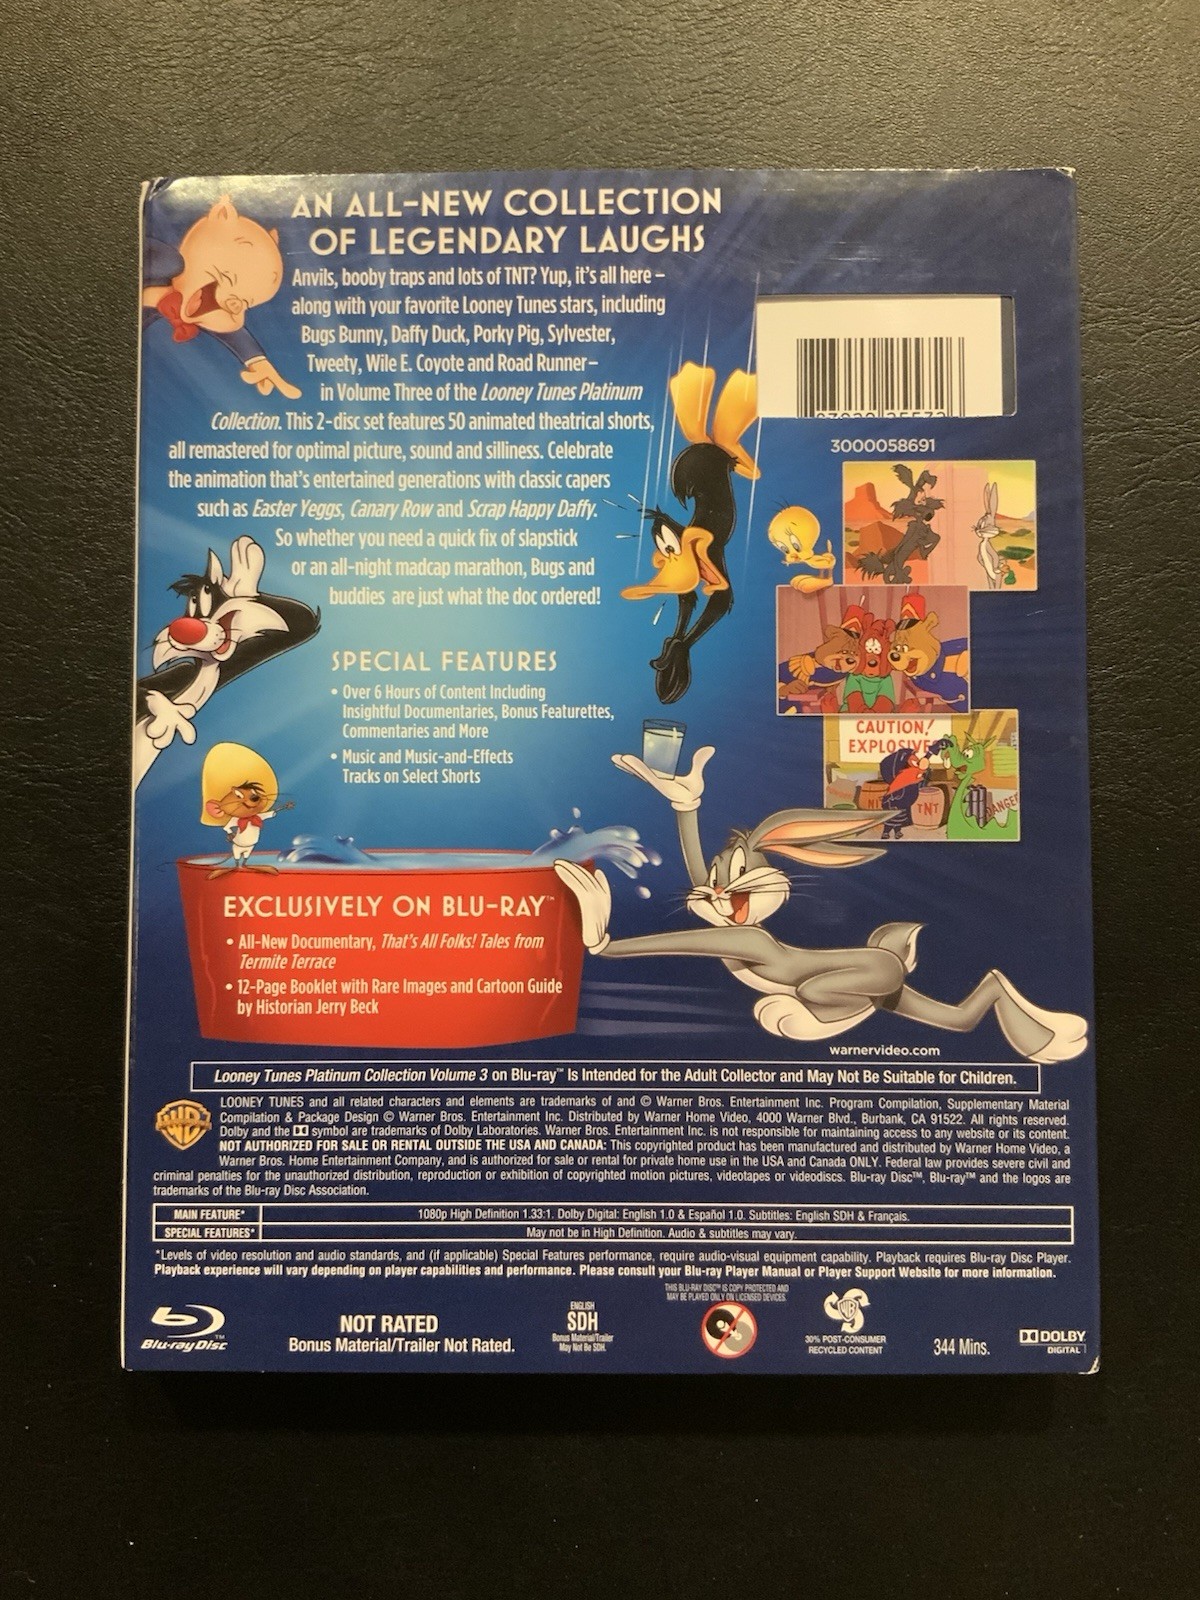 AN ALL-NEW COLLECTION
OF LEGENDARY LAUGHS
Anvils, booby traps and lots of TNT? Yup, it's all here –
along with your favorite Looney Tunes stars, including
Bugs Bunny, Daffy Duck, Porky Pig, Sylvester,
Tweety, Wile E. Coyote and Road Runner–
in Volume Three of the Looney Tunes Platinum
Collection. This 2-disc set features 50 animated theatrical shorts,
all remastered for optimal picture, sound and silliness. Celebrate
the animation that's entertained generations with classic capers
such as Easter Yeggs, Canary Row and Scrap Happy Daffy.
So whether you need a quick fix of slapstick
or an all-night madcap marathon, Bugs and
buddies are just what the doc ordered!
3000058691
SPECIAL FEATURES
• Over 6 Hours of Content Including
Insightful Documentaries, Bonus Featurettes,
Commentaries and More
• Music and Music-and-Effects
Tracks on Select Shorts
CAUTION!
EXPLOSIVE
TNT
DANGER
EXCLUSIVELY ON BLU-RAY™
• All-New Documentary, That's All Folks! Tales from
Termite Terrace
• 12-Page Booklet with Rare Images and Cartoon Guide
by Historian Jerry Beck
warnervideo.com
Looney Tunes Platinum Collection Volume 3 on Blu-ray™ Is Intended for the Adult Collector and May Not Be Suitable for Children.
WB
LOONEY TUNES and all related characters and elements are trademarks of and © Warner Bros. Entertainment Inc. Program Compilation, Supplementary Material
Compilation & Package Design © Warner Bros. Entertainment Inc. Distributed by Warner Home Video, 4000 Warner Blvd., Burbank, CA 91522. All rights reserved.
Dolby and the DD symbol are trademarks of Dolby Laboratories. Warner Bros. Entertainment Inc. is not responsible for maintaining access to any website or its content.
NOT AUTHORIZED FOR SALE OR RENTAL OUTSIDE THE USA AND CANADA: This copyrighted product has been manufactured and distributed by Warner Home Video, a
Warner Bros. Home Entertainment Company, and is authorized for sale or rental for private home use in the USA and Canada ONLY. Federal law provides severe civil and
criminal penalties for the unauthorized distribution, reproduction or exhibition of copyrighted motion pictures, videotapes or videodiscs. Blu-ray Disc™, Blu-ray™ and the logos are
trademarks of the Blu-ray Disc Association.
MAIN FEATURE* 1080p High Definition 1.33:1. Dolby Digital: English 1.0 & Español 1.0. Subtitles: English SDH & Français.
SPECIAL FEATURES* May not be in High Definition. Audio & subtitles may vary.
*Levels of video resolution and audio standards, and (if applicable) Special Features performance, require audio-visual equipment capability. Playback requires Blu-ray Disc Player.
Playback experience will vary depending on player capabilities and performance. Please consult your Blu-ray Player Manual or Player Support Website for more information.
THIS BLU-RAY DISC™ IS COPY PROTECTED AND
MAY BE PLAYED ONLY ON LICENSED DEVICES.
Blu-ray Disc™
NOT RATED
Bonus Material/Trailer Not Rated.
ENGLISH
SDH
Bonus Material/Trailer
May Not Be SDH.
30% POST-CONSUMER
RECYCLED CONTENT
344 Mins.
DOLBY
DIGITAL